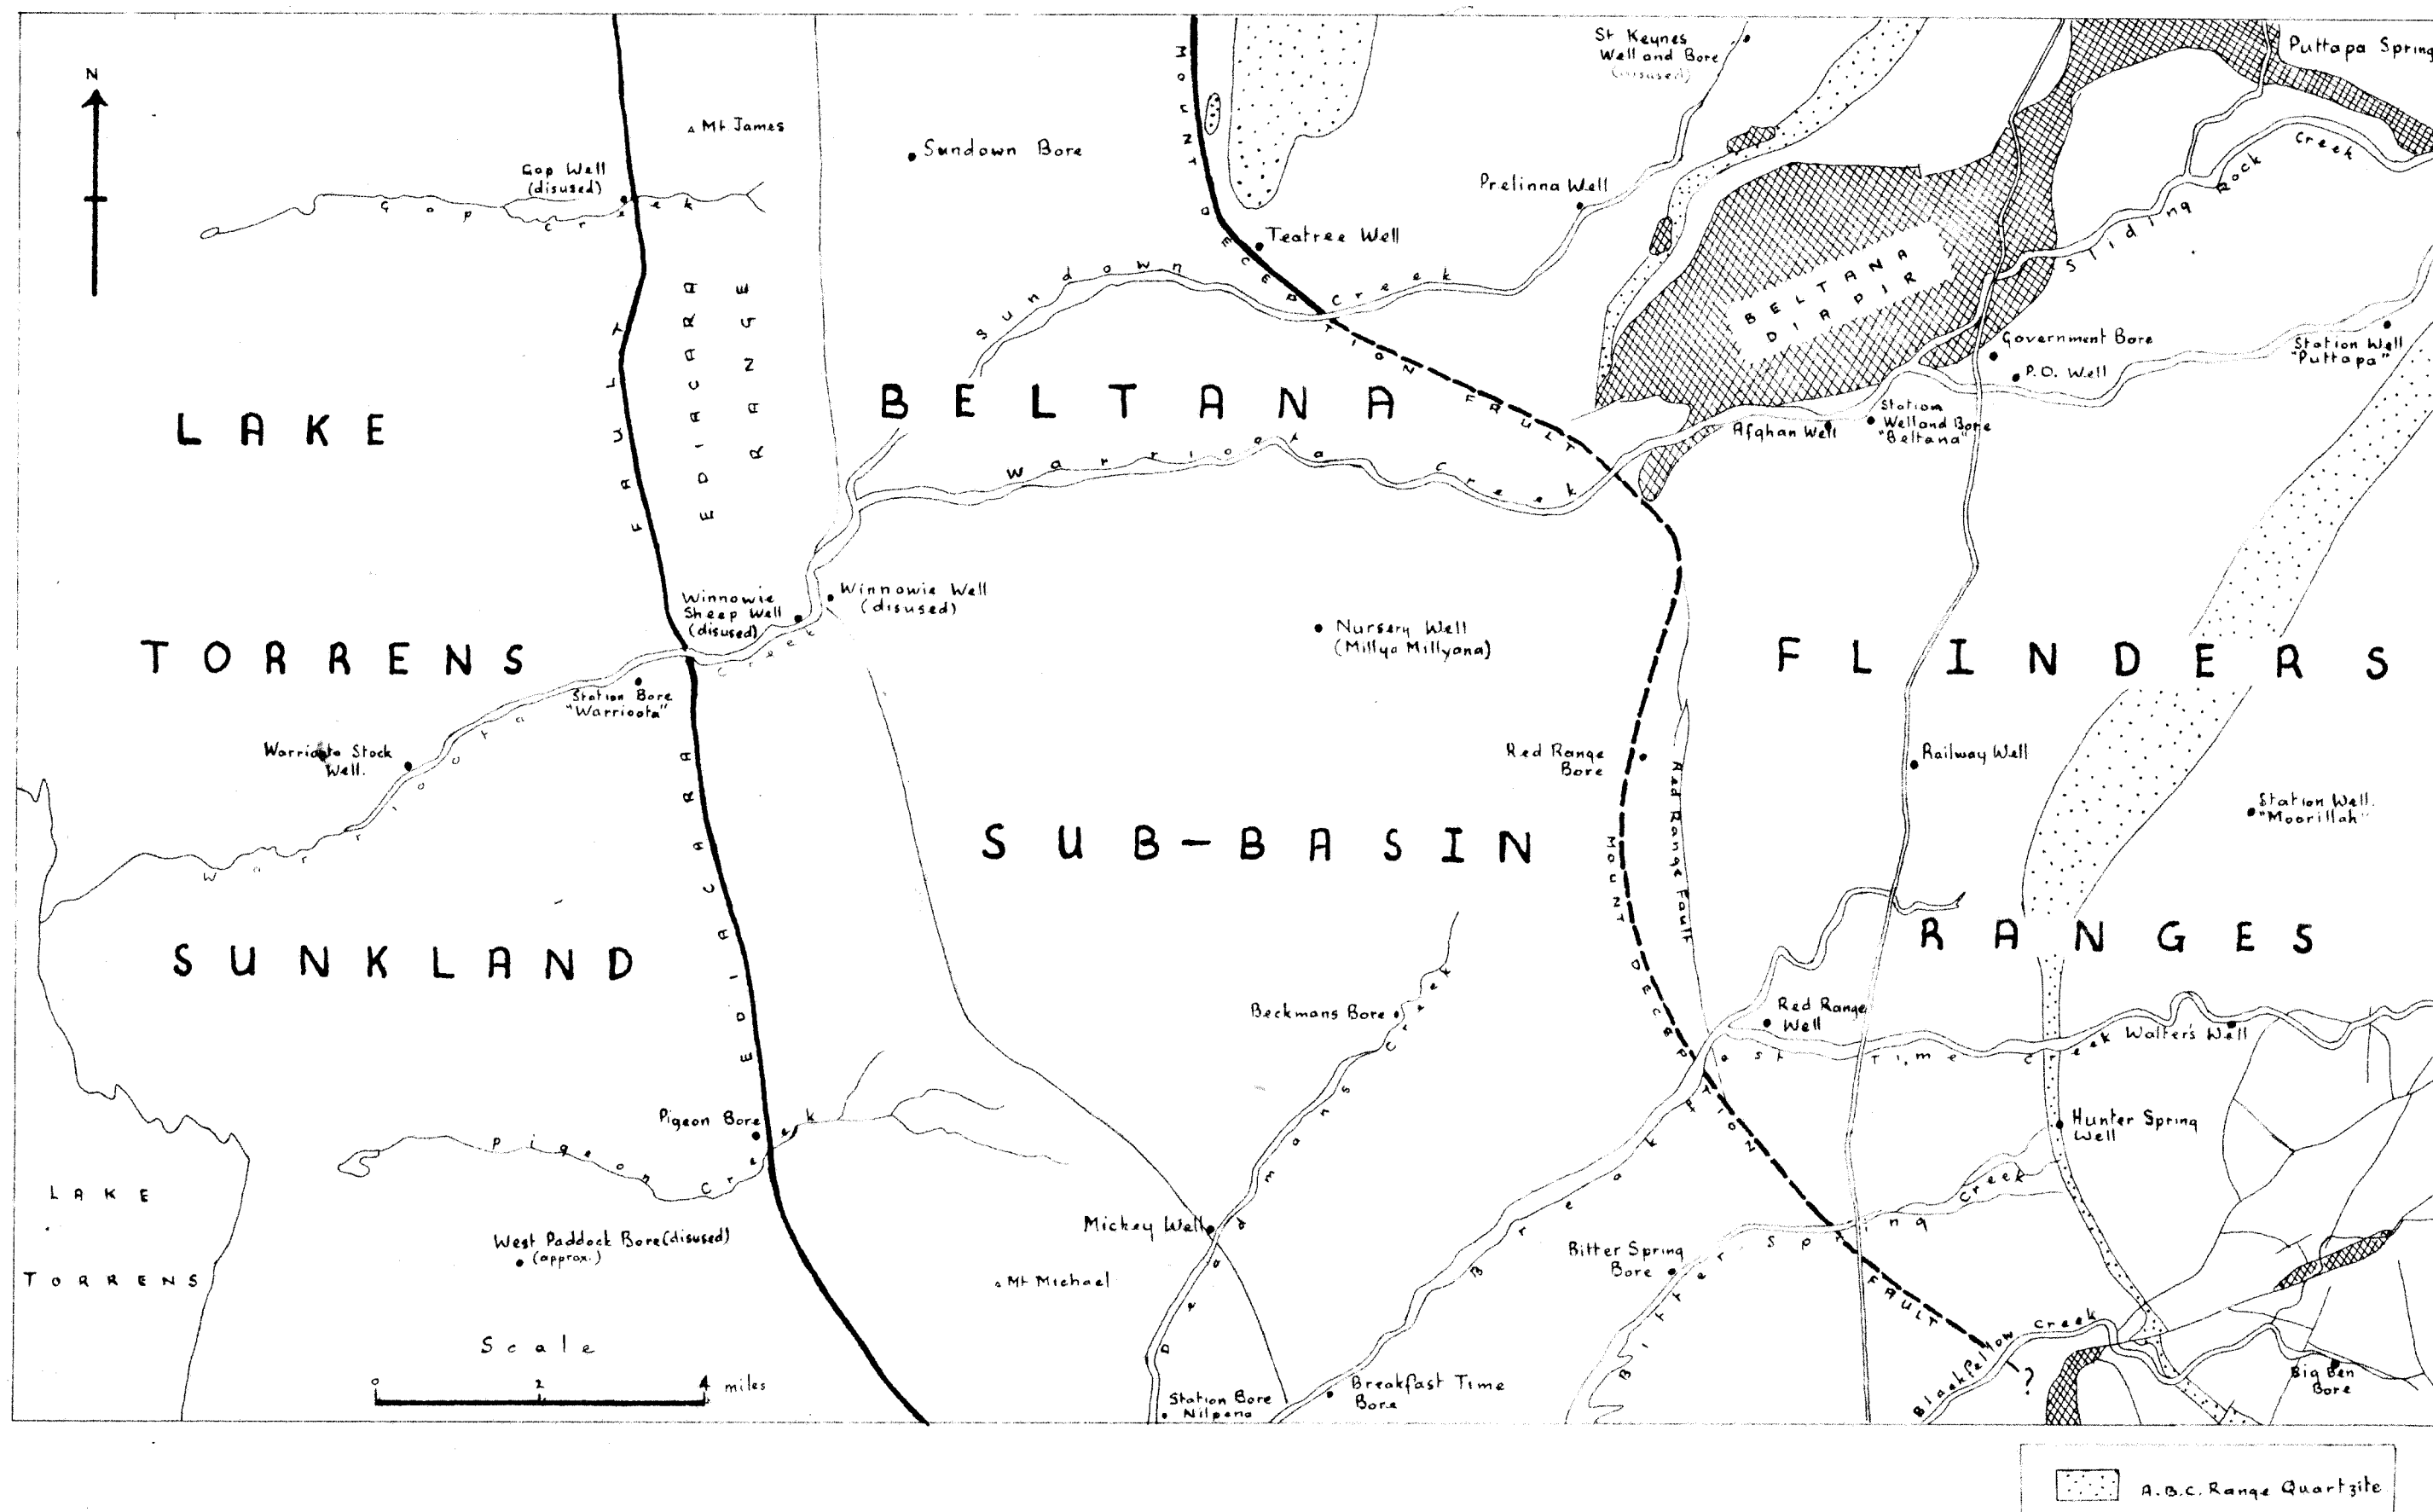 N
Mt. James
Gap Well
(disused)
Gap Creek
Sundown Bore
MOUNT DECEPTION FAULT
St Keynes
Well and Bore
(disused)
Puttapa Spring
Prelinna Well
Teatree Well
Sundown Creek
Sliding Rock Creek
BELTANA
DIAPIR
Government Bore
P.O. Well
Station Well
"Puttapa"
Station
Well and Bore
"Beltana"
Afghan Well
EDIACARA
RANGE
FAULT
LAKE
TORRENS
SUNKLAND
BELTANA
SUB-BASIN
FLINDERS
RANGES
Warrioota Creek
Winnowie
Sheep Well
(disused)
Winnowie Well
(disused)
Creek
Nursery Well
(Millya Millyana)
Station Bore
"Warrioota"
Warrioota Stock
Well.
Warrioota
Red Range
Bore
Red Range Fault
Railway Well
Station Well.
"Moorillah"
EDIACARA
MOUNT DECEPTION FAULT
Beckmans Bore
Red Range
Well
Walter's Well
Breakfast Time Creek
Pigeon Bore
Pigeon Creek
Hunter Spring
Well
LAKE
TORRENS
West Paddock Bore (disused)
(approx.)
Mickey Well
Mt Michael
Bitter Spring
Bore
Bitter Spring Creek
Scale
0 2 4 miles
Station Bore
Nilpena
Breakfast Time
Bore
Blackfellow Creek
?
Big Ben
Bore
A.B.C. Range Quartzite